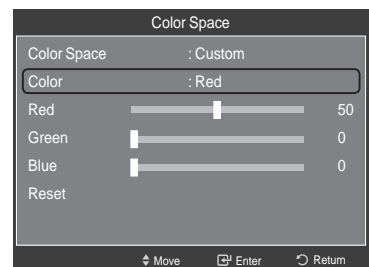 Color Space
Color Space : Custom
Color : Red
Red 50
Green 0
Blue 0
Reset
Move Enter Return